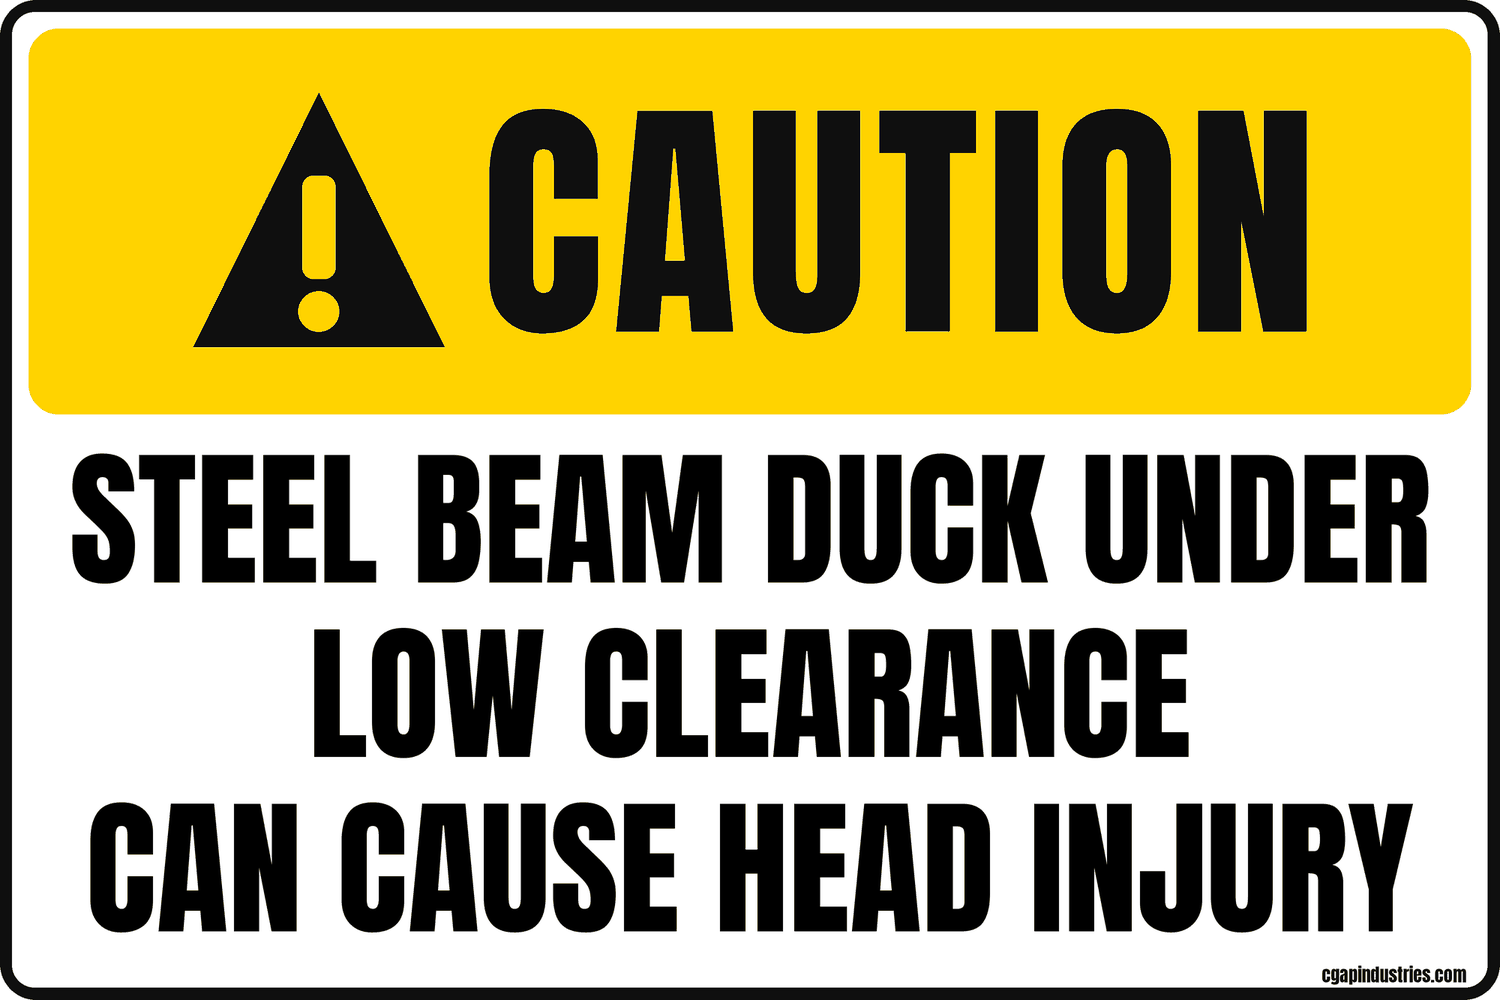 CAUTION
STEEL BEAM DUCK UNDER
LOW CLEARANCE
CAN CAUSE HEAD INJURY
cgapindustries.com